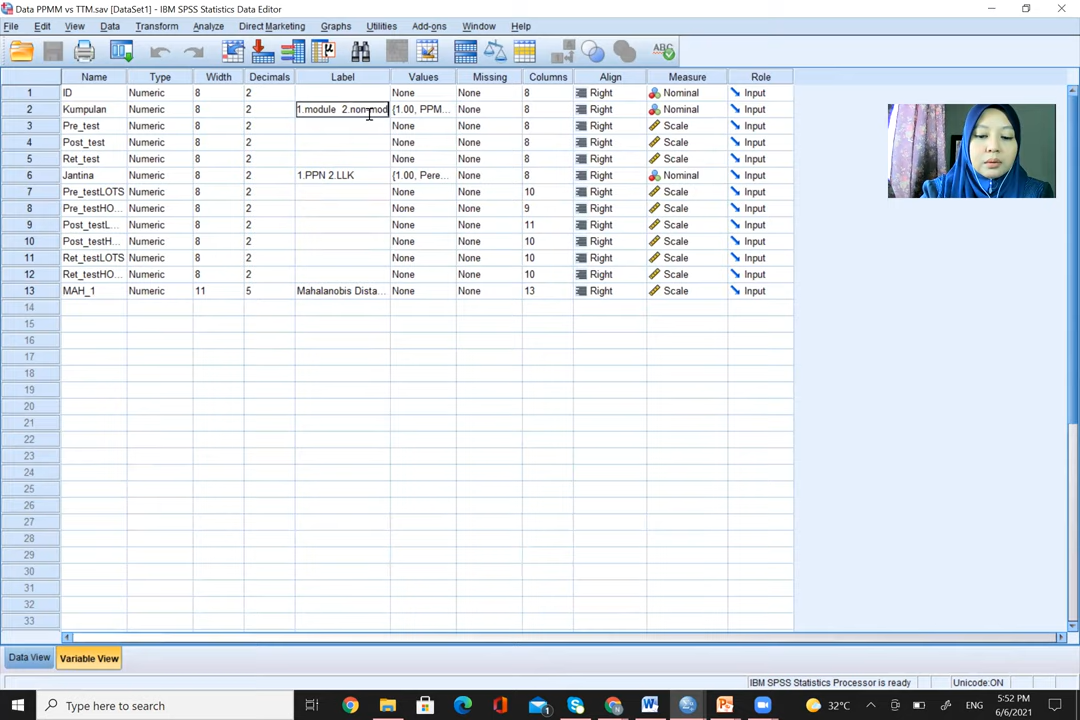 Data PPMM vs TTM.sav [DataSet1] - IBM SPSS Statistics Data Editor
File Edit View Data Transform Analyze Direct Marketing Graphs Utilities Add-ons Window Help
Name Type Width Decimals Label Values Missing Columns Align Measure Role
1 ID Numeric 8 2 None None 8 Right Nominal Input
2 Kumpulan Numeric 8 2 1.module 2.non-mod {1.00, PPM... None 8 Right Nominal Input
3 Pre_test Numeric 8 2 None None 8 Right Scale Input
4 Post_test Numeric 8 2 None None 8 Right Scale Input
5 Ret_test Numeric 8 2 None None 8 Right Scale Input
6 Jantina Numeric 8 2 1.PPN 2.LLK {1.00, Pere... None 8 Right Nominal Input
7 Pre_testLOTS Numeric 8 2 None None 10 Right Scale Input
8 Pre_testHO... Numeric 8 2 None None 9 Right Scale Input
9 Post_testL... Numeric 8 2 None None 11 Right Scale Input
10 Post_testH... Numeric 8 2 None None 10 Right Scale Input
11 Ret_testLOTS Numeric 8 2 None None 10 Right Scale Input
12 Ret_testHO... Numeric 8 2 None None 10 Right Scale Input
13 MAH_1 Numeric 11 5 Mahalanobis Dista... None None 13 Right Scale Input
14
15
16
17
18
19
20
21
22
23
24
25
26
27
28
29
30
31
32
33
Data View Variable View
IBM SPSS Statistics Processor is ready Unicode:ON
Type here to search 32°C ENG 5:52 PM
6/6/2021